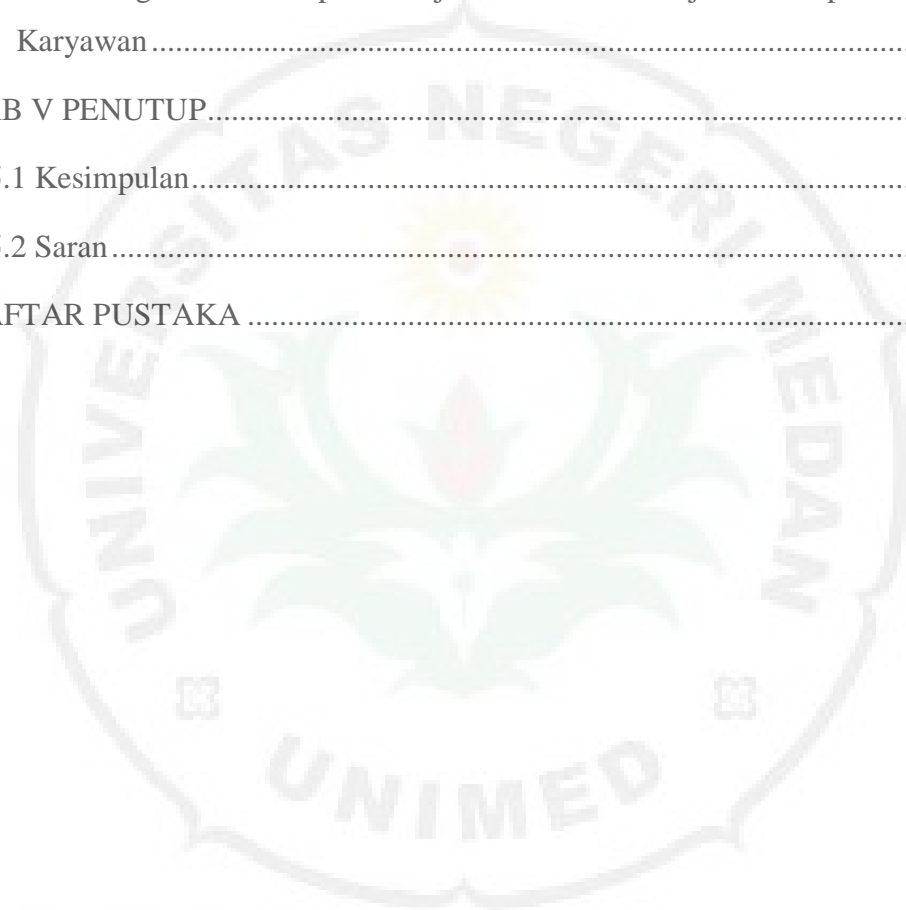 Karyawan
B V PENUTUP
.1 Kesimpulan
.2 Saran
FTAR PUSTAKA
UNIVERSITAS NEGERI MEDAN
UNIMED